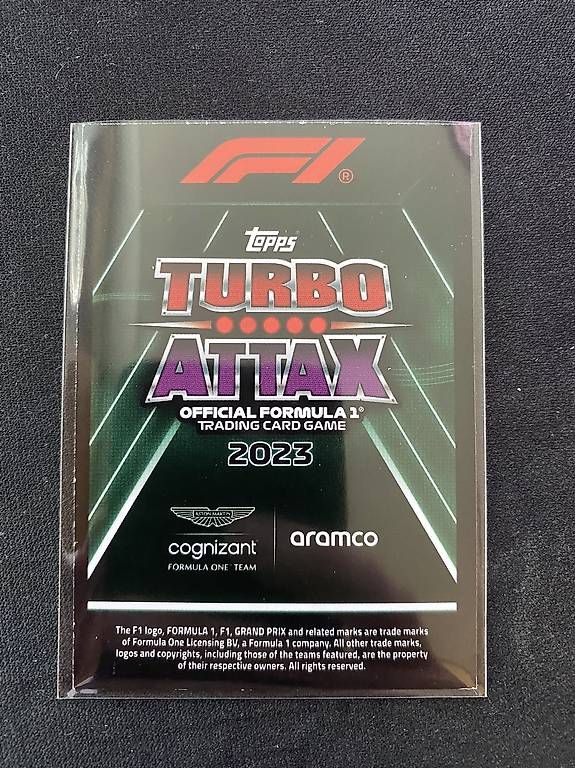 F1®
Topps
TURBO
ATTAX
OFFICIAL FORMULA 1®
TRADING CARD GAME
2023
ASTON MARTIN
cognizant
aramco
FORMULA ONE™ TEAM
The F1 logo, FORMULA 1, F1, GRAND PRIX and related marks are trade marks
of Formula One Licensing BV, a Formula 1 company. All other trade marks,
logos and copyrights, including those of the teams featured, are the property
of their respective owners. All rights reserved.